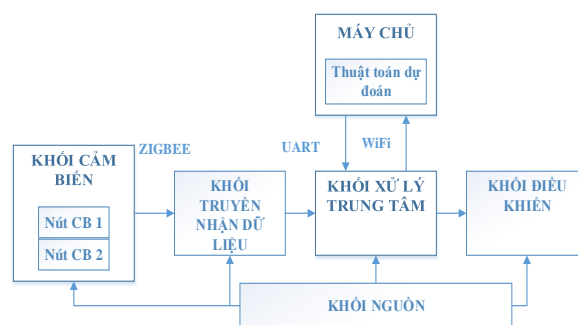 MÁY CHỦ
Thuật toán dự
đoán
ZIGBEE
UART
WiFi
KHỐI CẢM
BIẾN
Nút CB 1
Nút CB 2
KHỐI
TRUYỀN
NHẬN DỮ
LIỆU
KHỐI XỬ LÝ
TRUNG TÂM
KHỐI ĐIỀU
KHIỂN
KHỐI NGUỒN